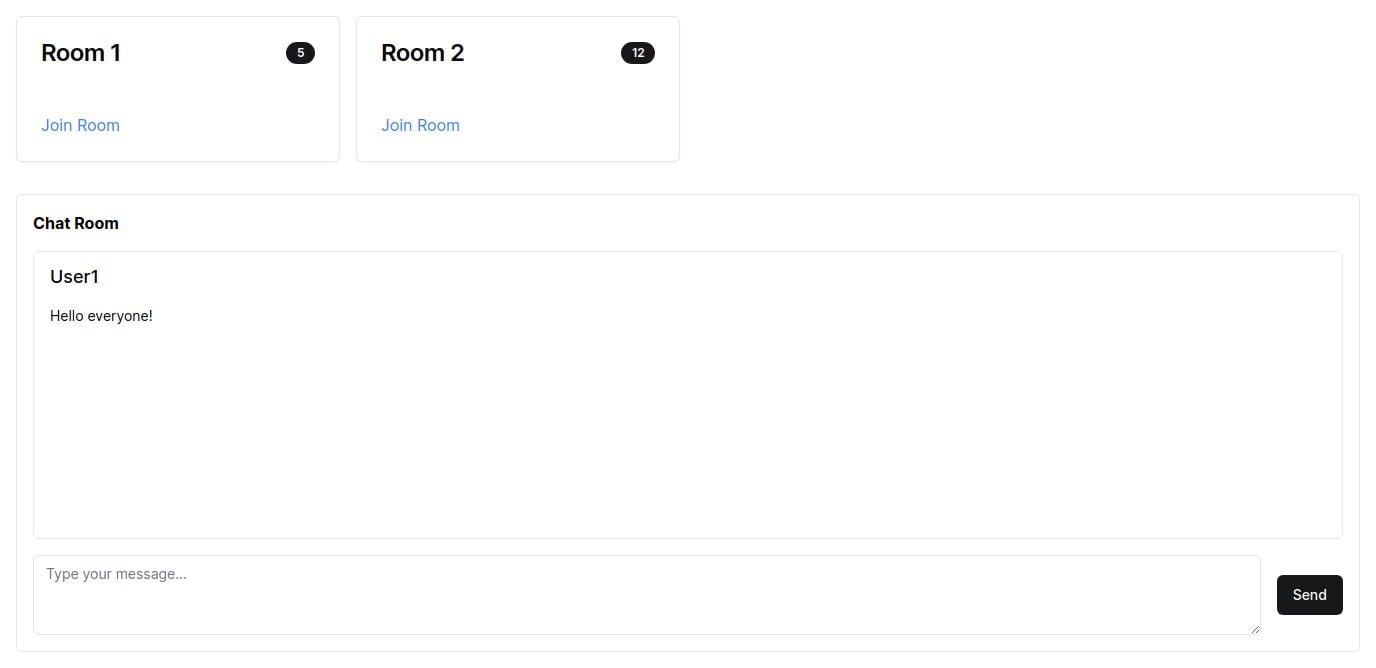 Room 1
5
Room 2
12
Join Room
Join Room
Chat Room
User1
Hello everyone!
Type your message...
Send